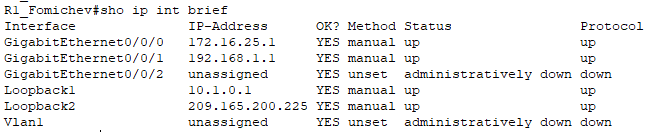 R1_Fomichev#sho ip int brief
Interface              IP-Address      OK? Method Status                Protocol
GigabitEthernet0/0/0   172.16.25.1     YES manual up                    up
GigabitEthernet0/0/1   192.168.1.1     YES manual up                    up
GigabitEthernet0/0/2   unassigned      YES unset  administratively down down
Loopback1              10.1.0.1        YES manual up                    up
Loopback2              209.165.200.225 YES manual up                    up
Vlan1                  unassigned      YES unset  administratively down down